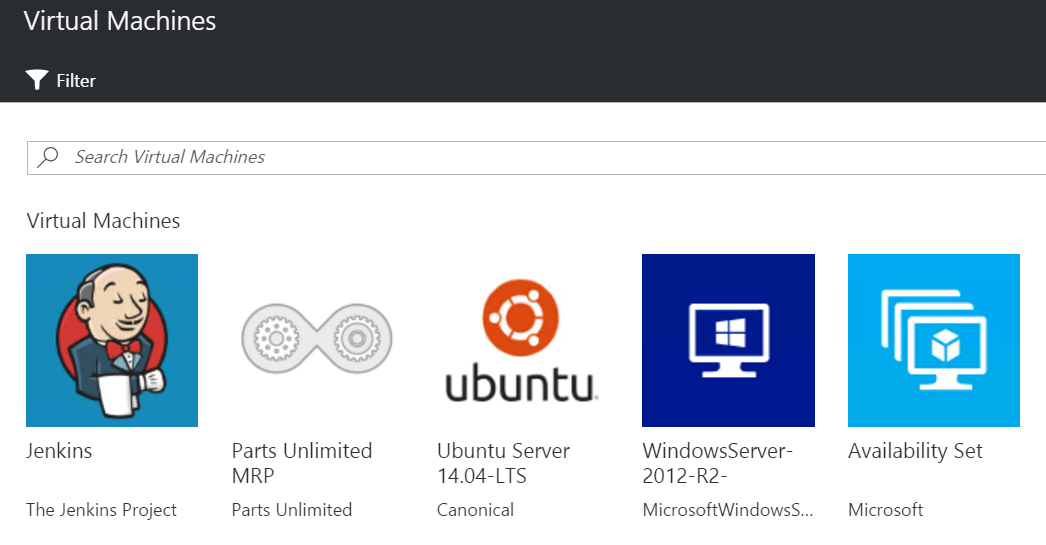 Virtual Machines
Filter
Search Virtual Machines
Virtual Machines
ubuntu
Jenkins
Parts Unlimited
MRP
Ubuntu Server
14.04-LTS
WindowsServer-
2012-R2-
Availability Set
The Jenkins Project
Parts Unlimited
Canonical
MicrosoftWindowsS...
Microsoft